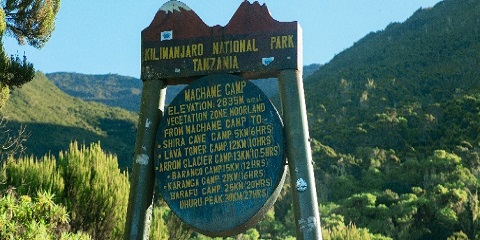 KILIMANJARO NATIONAL PARK
TANZANIA
MACHAME CAMP
ELEVATION: 2835M
VEGETATION ZONE MOORLAND
FROM MACHAME CAMP TO-
• SHIRA CAVE CAMP 5KM (6HRS)
• LAVA TOWER CAMP 12KM (10HRS)
• ARROW GLACIER CAMP (13KM (10.5HRS)
• BARANCO CAMP 15KM (12HRS)
• KARANGA CAMP 20KM (16HRS)
• BARAFU CAMP 25KM (20HRS)
• UHURU PEAK 30KM (27HRS)